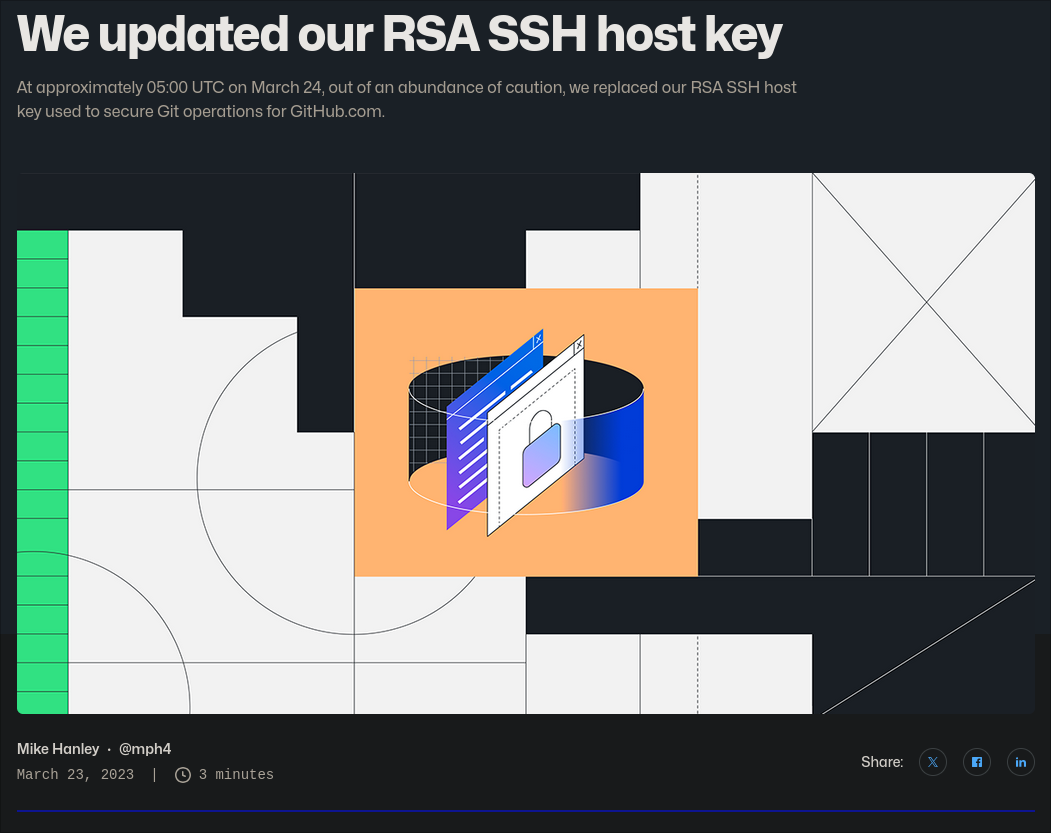 We updated our RSA SSH host key
At approximately 05:00 UTC on March 24, out of an abundance of caution, we replaced our RSA SSH host
key used to secure Git operations for GitHub.com.
Mike Hanley · @mph4
March 23, 2023 | 3 minutes
Share: